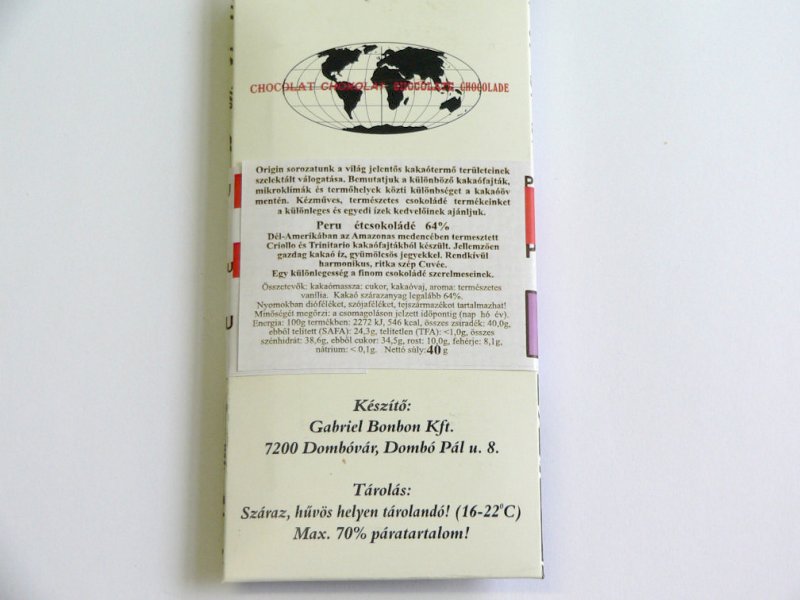 CHOCOLAT CHOKOLAT CHOCOLATE CHOCOLADE
Origin sorozatunk a világ jelentős kakaótermő területeinek
szelektált válogatása. Bemutatjuk a különböző kakaófajták,
mikroklímák és termőhelyek közti különbséget a kakaóöv
mentén. Kézműves, természetes csokoládé termékeinket
a különleges és egyedi ízek kedvelőinek ajánljuk.
Peru étcsokoládé 64%
Dél-Amerikában az Amazonas medencében termesztett
Criollo és Trinitario kakaófajtákból készült. Jellemzően
gazdag kakaó íz, gyümölcsös jegyekkel. Rendkívül
harmonikus, ritka szép Cuvée.
Egy különlegesség a finom csokoládé szerelmeseinek.
Összetevők: kakaómassza: cukor, kakaóvaj, aroma: természetes
vanília. Kakaó szárazanyag legalább 64%.
Nyomokban dióféléket, szójaféléket, tejszármazékot tartalmazhat!
Minőségét megőrzi: a csomagoláson jelzett időpontig (nap hó év).
Energia: 100g termékben: 2272 kJ, 546 kcal, összes zsiradék: 40,0g,
ebből telített (SAFA): 24,3g, telítetlen (TFA): <1,0g, összes
szénhidrát: 38,6g, ebből cukor: 34,5g, rost: 10,0g, fehérje: 8,1g,
nátrium: < 0,1g. Nettó súly: 40 g
Készítő:
Gabriel Bonbon Kft.
7200 Dombóvár, Dombó Pál u. 8.
Tárolás:
Száraz, hűvös helyen tárolandó! (16-22°C)
Max. 70% páratartalom!